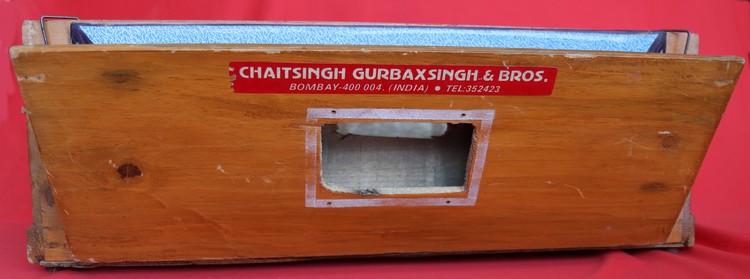 CHAITSINGH GURBAXSINGH & BROS.
BOMBAY-400 004. (INDIA) ● TEL:352423